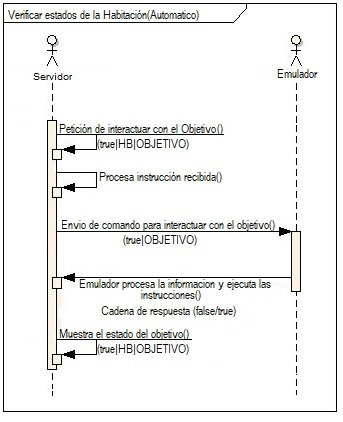 Verificar estados de la Habitación(Automatico)
Servidor
Emulador
Petición de interactuar con el Objetivo()
(true|HB|OBJETIVO)
Procesa instrucción recibida()
Envio de comando para interactuar con el objetivo()
(true|OBJETIVO)
Emulador procesa la informacion y ejecuta las
instrucciones()
Cadena de respuesta (false/true)
Muestra el estado del objetivo()
(true|HB|OBJETIVO)